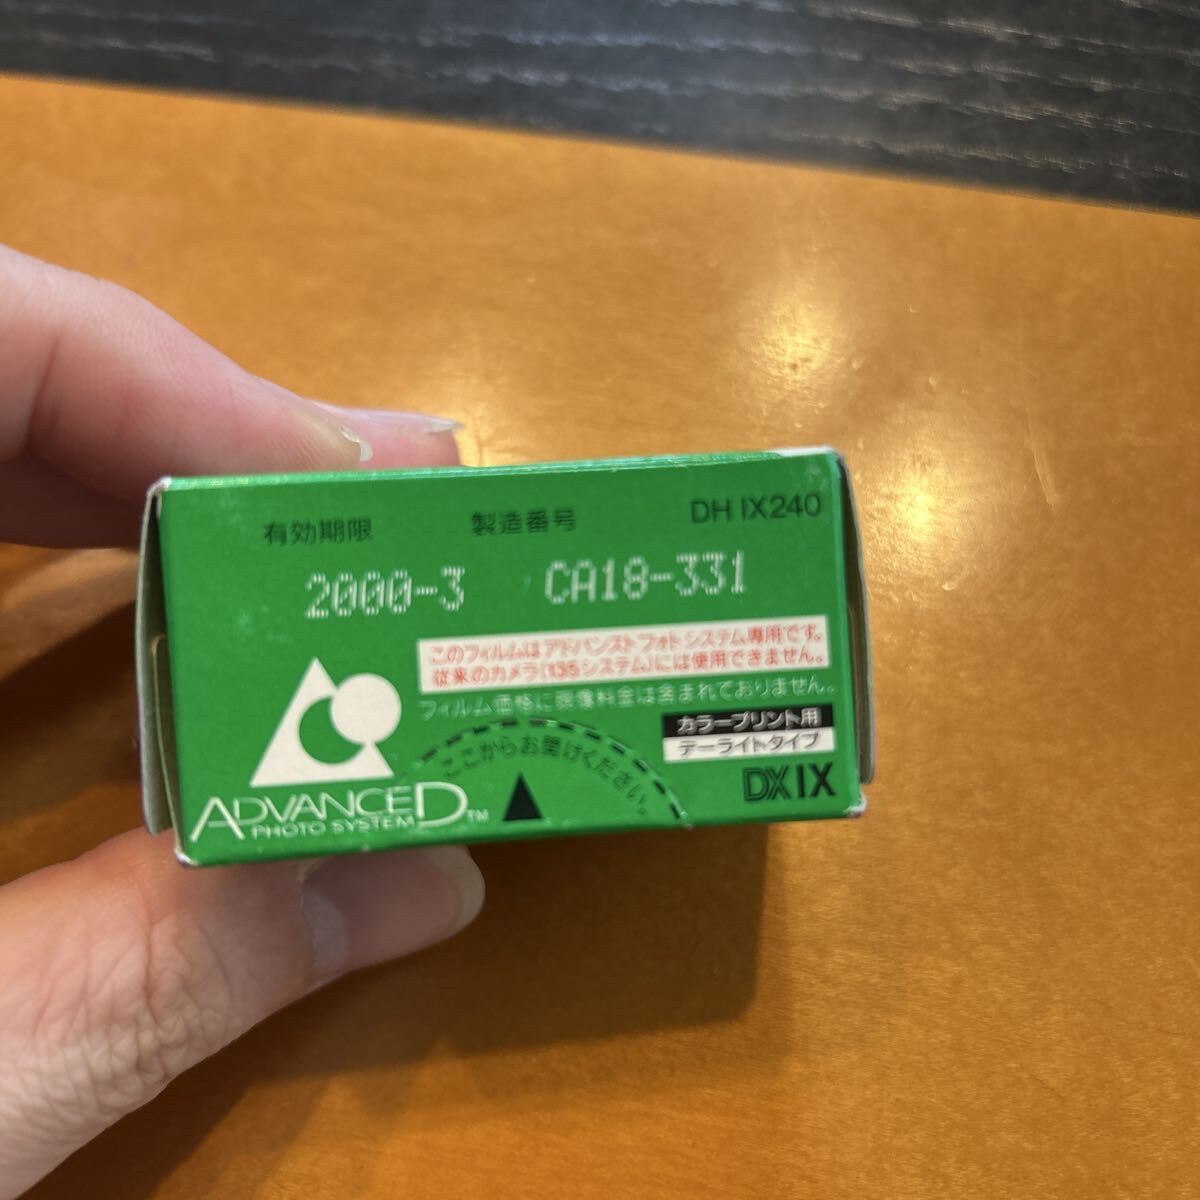 有効期限 製造番号 DH IX240
2000-3 CA18-331
このフィルムはアドバンストフォトシステム専用です。
従来のカメラ(135システム)には使用できません。
フィルム価格に現像料金は含まれておりません。
カラープリント用
デーライトタイプ
ここからお開けください。
DX IX
ADVANCED™
PHOTO SYSTEM